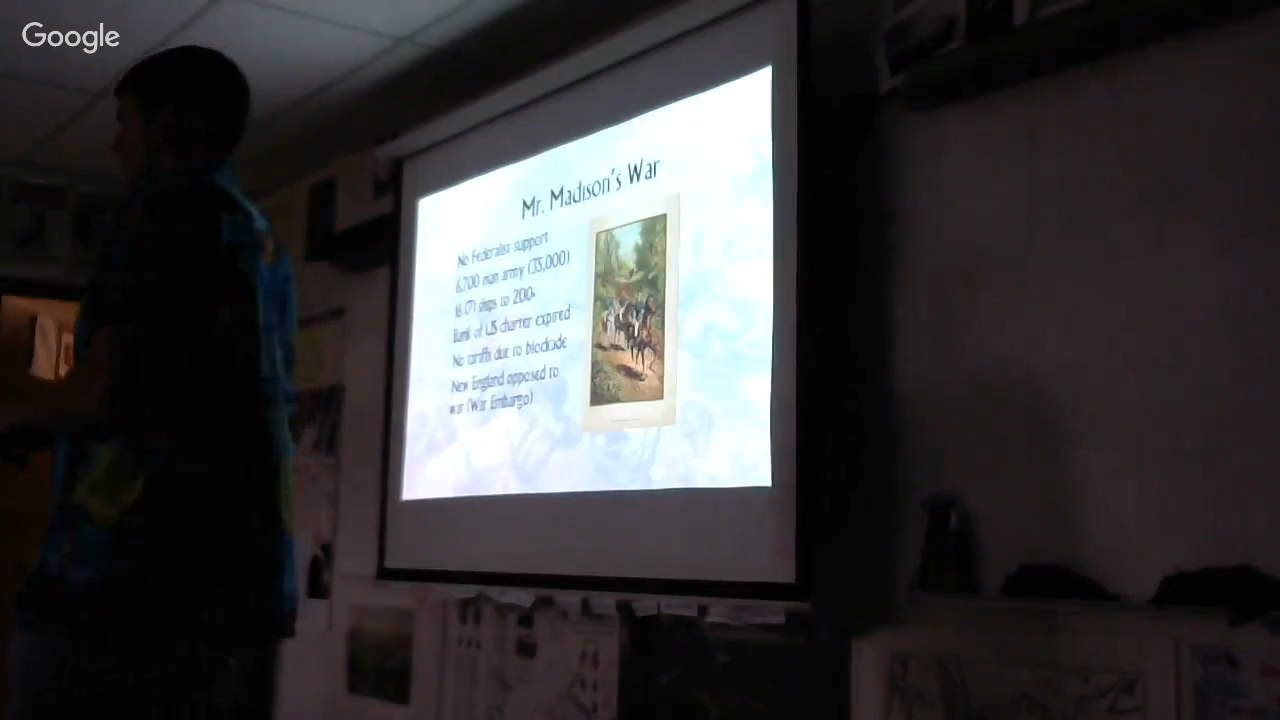 Google
Mr. Madison's War
No Federalist support
6,700 man army (35,000)
16 (7) ships to 200+
Bank of US charter expired
No tariffs due to blockade
New England opposed to
war (War Embargo)